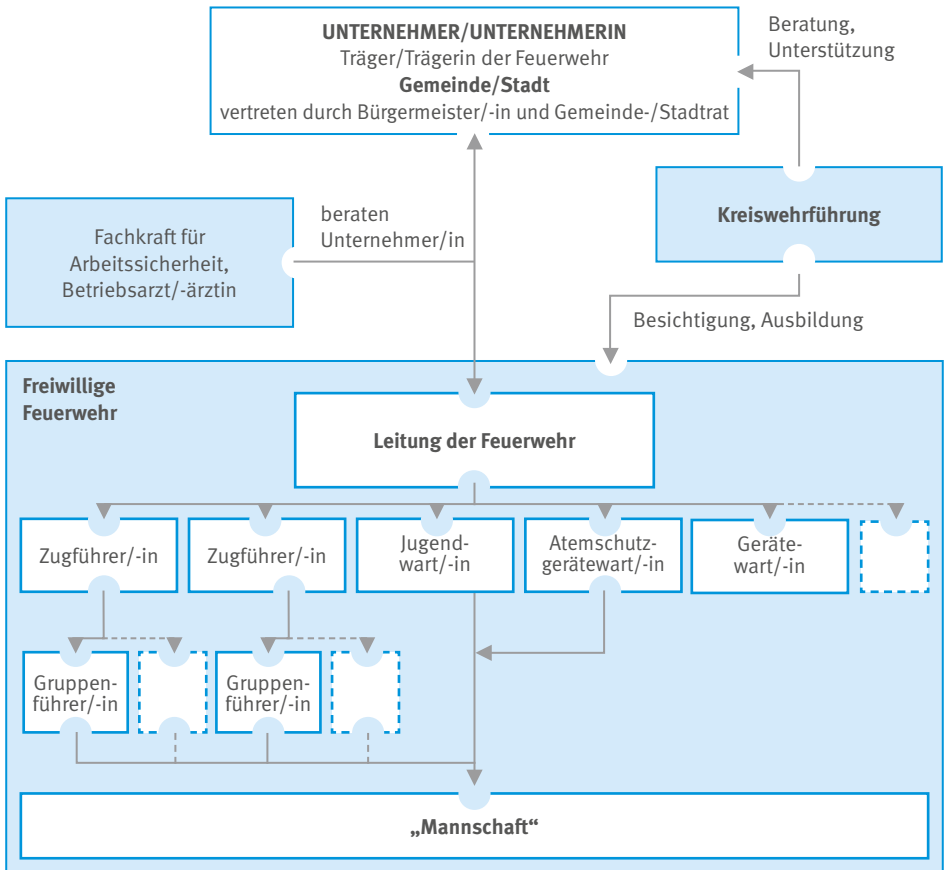 UNTERNEHMER/UNTERNEHMERIN
Träger/Trägerin der Feuerwehr
Gemeinde/Stadt
vertreten durch Bürgermeister/-in und Gemeinde-/Stadtrat
Beratung,
Unterstützung
Kreiswehrführung
Fachkraft für
Arbeitssicherheit,
Betriebsarzt/-ärztin
beraten
Unternehmer/in
Besichtigung, Ausbildung
Freiwillige
Feuerwehr
Leitung der Feuerwehr
Zugführer/-in
Zugführer/-in
Jugend-
wart/-in
Atemschutz-
gerätewart/-in
Geräte-
wart/-in
Gruppen-
führer/-in
Gruppen-
führer/-in
„Mannschaft“